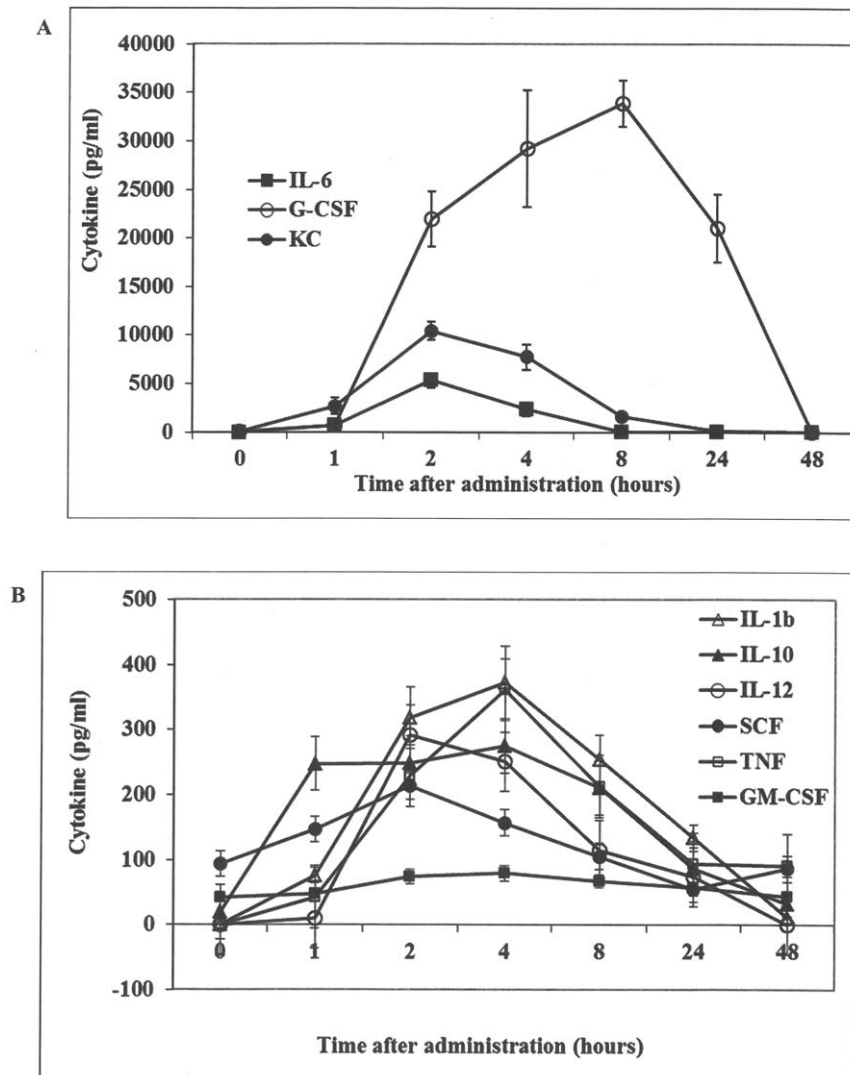 A
40000
35000
30000
25000
20000
15000
10000
5000
0
Cytokine (pg/ml)
IL-6
G-CSF
KC
0 1 2 4 8 24 48
Time after administration (hours)
B
500
400
300
200
100
0
-100
Cytokine (pg/ml)
IL-1b
IL-10
IL-12
SCF
TNF
GM-CSF
0 1 2 4 8 24 48
Time after administration (hours)